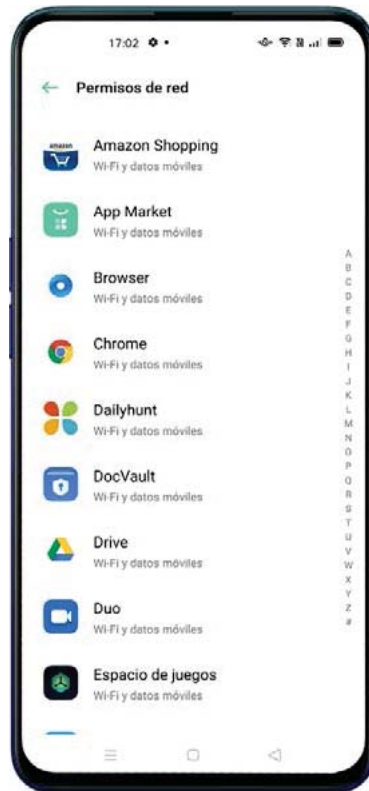 17:02
Permisos de red
amazon
Amazon Shopping
Wi-Fi y datos móviles
App Market
Wi-Fi y datos móviles
Browser
Wi-Fi y datos móviles
Chrome
Wi-Fi y datos móviles
Dailyhunt
Wi-Fi y datos móviles
DocVault
Wi-Fi y datos móviles
Drive
Wi-Fi y datos móviles
Duo
Wi-Fi y datos móviles
Espacio de juegos
Wi-Fi y datos móviles
A
B
C
D
E
F
G
H
I
J
K
L
M
N
O
P
Q
R
S
T
U
V
W
X
Y
Z
#